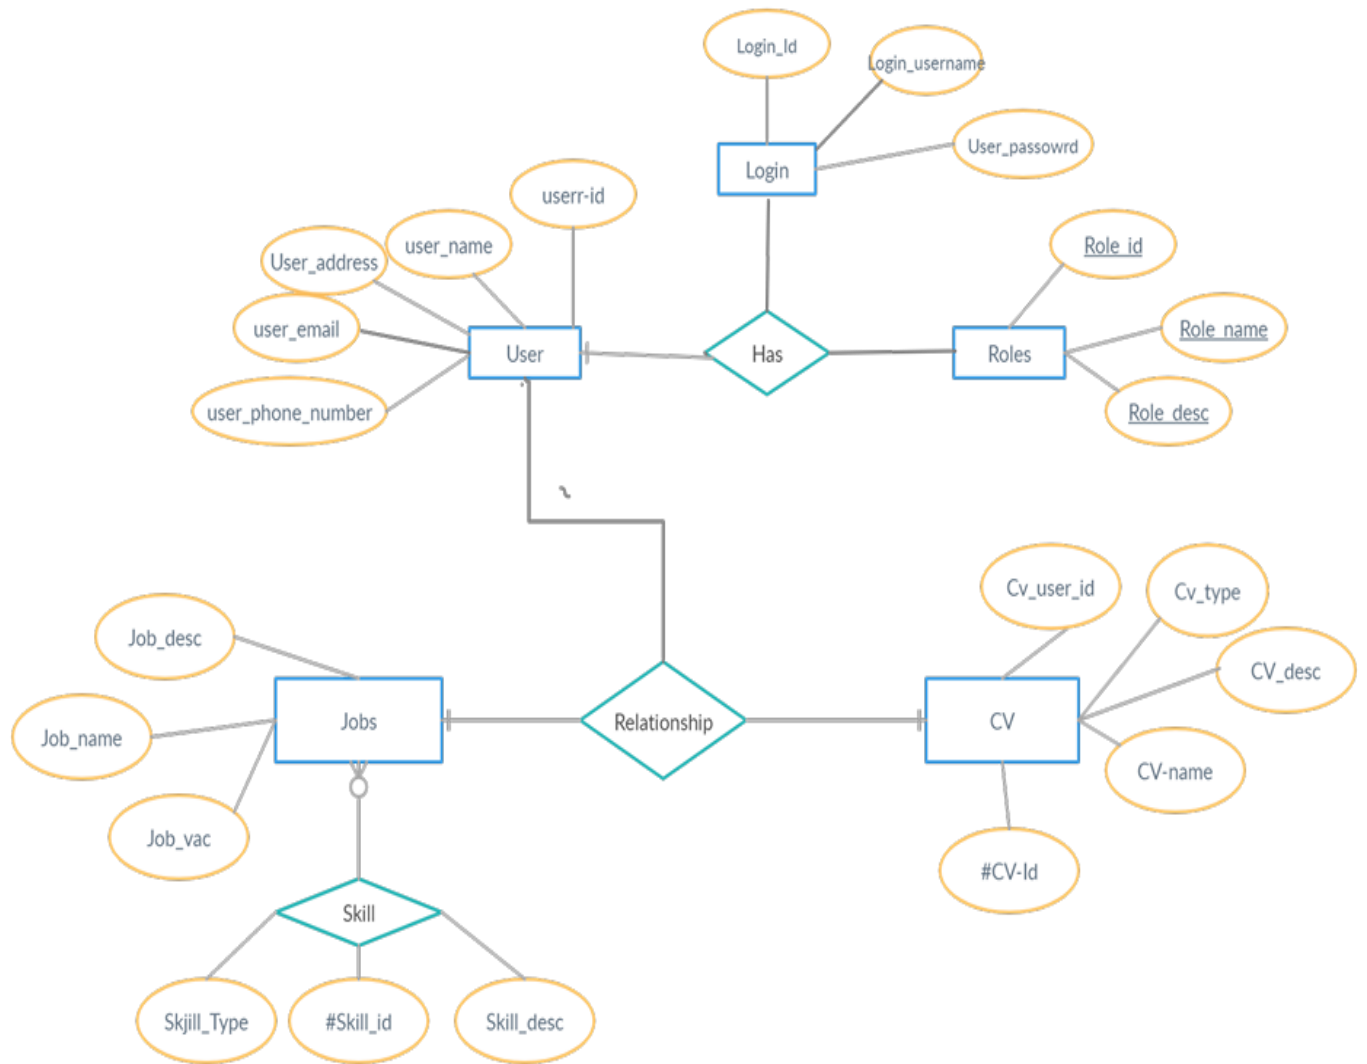 Login_Id
Login_username
User_passowrd
Login
userr-id
user_name
User_address
user_email
user_phone_number
User
Has
Roles
Role_id
Role_name
Role_desc
Cv_user_id
Cv_type
CV_desc
CV-name
#CV-Id
CV
Relationship
Jobs
Job_desc
Job_name
Job_vac
Skill
Skjill_Type
#Skill_id
Skill_desc